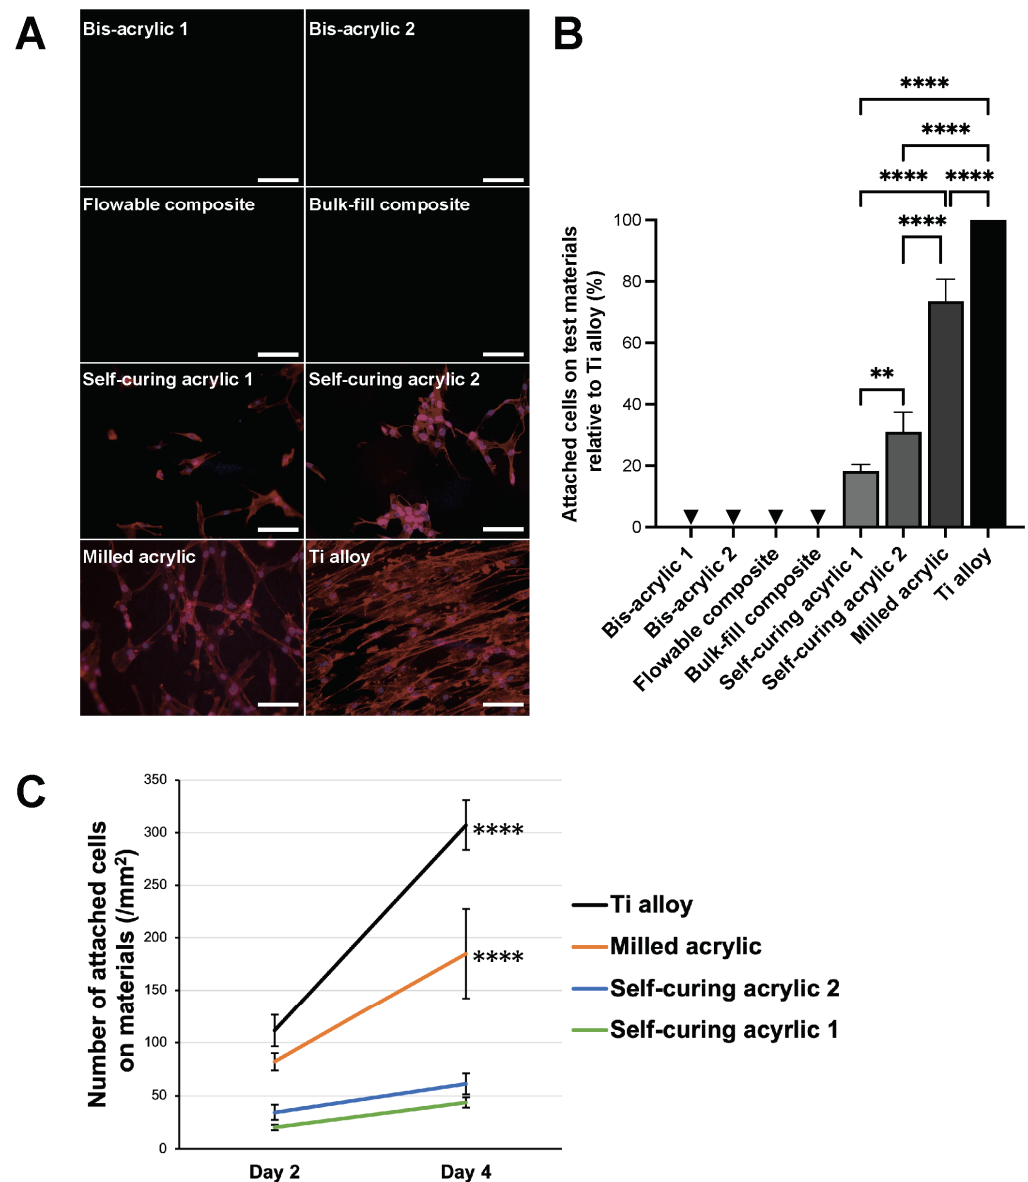 A
Bis-acrylic 1
Bis-acrylic 2
Flowable composite
Bulk-fill composite
Self-curing acrylic 1
Self-curing acrylic 2
Milled acrylic
Ti alloy
B
Attached cells on test materials
relative to Ti alloy (%)
100
80
60
40
20
0
****
****
****
****
****
**
Bis-acrylic 1
Bis-acrylic 2
Flowable composite
Bulk-fill composite
Self-curing acyrlic 1
Self-curing acyrlic 2
Milled acrylic
Ti alloy
C
Number of attached cells
on materials (/mm²)
350
300
250
200
150
100
50
0
****
****
Day 2
Day 4
Ti alloy
Milled acrylic
Self-curing acrylic 2
Self-curing acyrlic 1